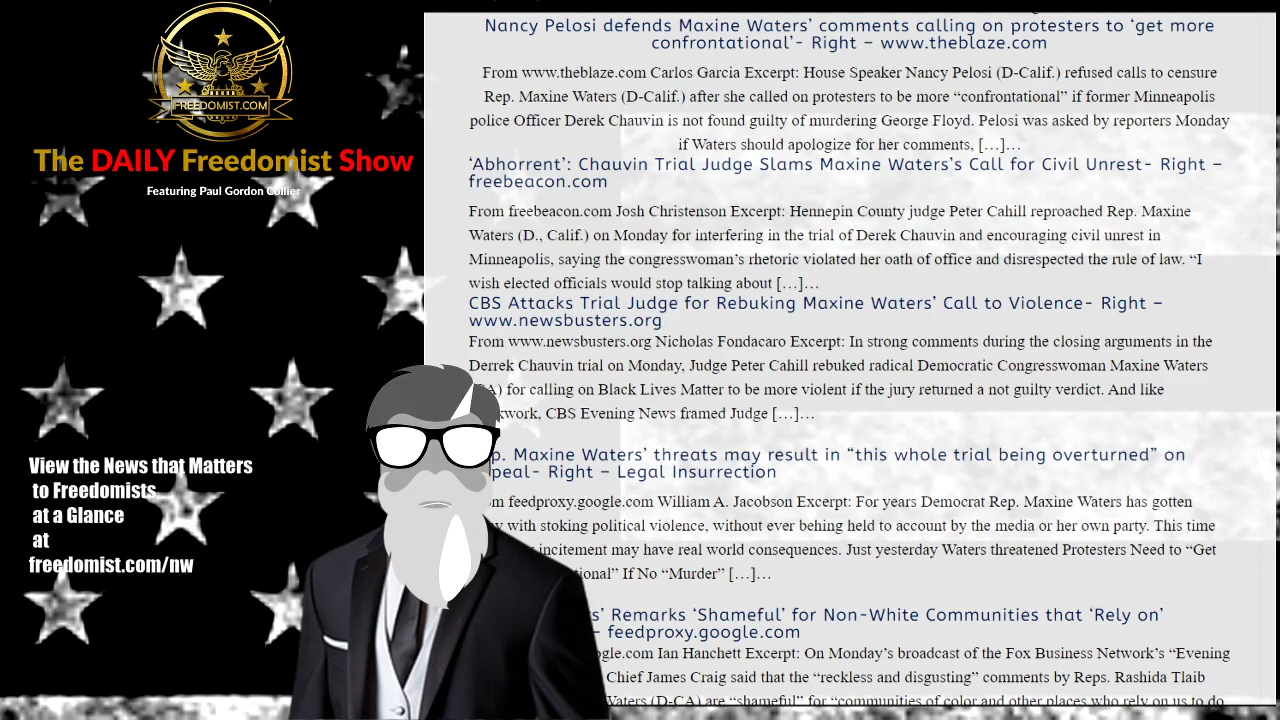 FREEDOMIST.COM
The DAILY Freedomist Show
Featuring Paul Gordon Collier
View the News that Matters
to Freedomists
at a Glance
at
freedomist.com/nw
Nancy Pelosi defends Maxine Waters’ comments calling on protesters to ‘get more
confrontational’- Right – www.theblaze.com
From www.theblaze.com Carlos Garcia Excerpt: House Speaker Nancy Pelosi (D-Calif.) refused calls to censure
Rep. Maxine Waters (D-Calif.) after she called on protesters be more “confrontational” if former Minneapolis
police Officer Derek Chauvin is not found guilty of murdering George Floyd. Pelosi was asked by reporters Monday
if Waters should apologize for her comments, […]…
‘Abhorrent’: Chauvin Trial Judge Slams Maxine Waters’s Call for Civil Unrest- Right –
freebeacon.com
From freebeacon.com Josh Christenson Excerpt: Hennepin County judge Peter Cahill reproached Rep. Maxine
Waters (D., Calif.) on Monday for interfering in the trial of Derek Chauvin and encouraging civil unrest in
Minneapolis, saying the congresswoman’s rhetoric violated her oath of office and disrespected the rule of law. “I
wish elected officials would stop talking about […]…
CBS Attacks Trial Judge for Rebuking Maxine Waters’ Call to Violence- Right –
www.newsbusters.org
From www.newsbusters.org Nicholas Fondacaro Excerpt: In strong comments during the closing arguments in the
Derrek Chauvin trial on Monday, Judge Peter Cahill rebuked radical Democratic Congresswoman Maxine Waters
for calling on Black Lives Matter to be more violent if the jury returned a not guilty verdict. And like
CBS Evening News framed Judge […]…
Maxine Waters’ threats may result in “this whole trial being overturned” on
Right – Legal Insurrection
feedproxy.google.com William A. Jacobson Excerpt: For years Democrat Rep. Maxine Waters has gotten
with stoking political violence, without ever behing held to account by the media or her own party. This time
incitement may have real world consequences. Just yesterday Waters threatened Protesters Need to “Get
If No “Murder” […]…
Remarks ‘Shameful’ for Non-White Communities that ‘Rely on’
– feedproxy.google.com
Ian Hanchett Excerpt: On Monday’s broadcast of the Fox Business Network’s “Evening
Chief James Craig said that the “reckless and disgusting” comments by Reps. Rashida Tlaib
Waters (D-CA) are “shameful” for “communities of color and other places who rely on us to do